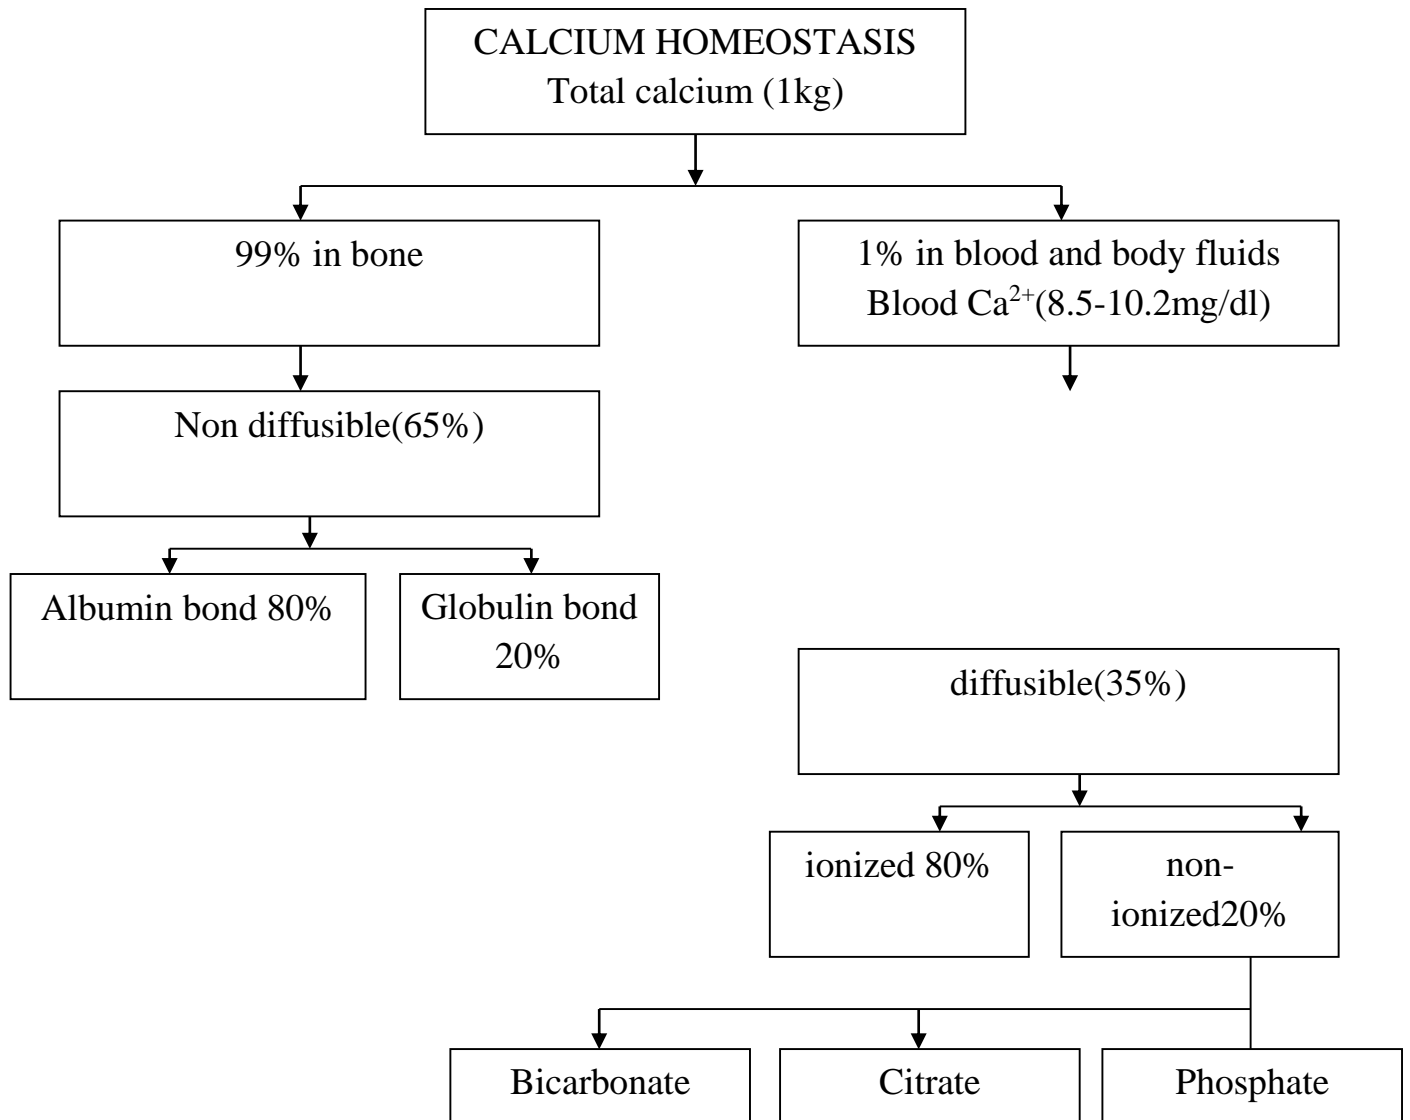 CALCIUM HOMEOSTASIS
Total calcium (1kg)
99% in bone
1% in blood and body fluids
Blood Ca²⁺(8.5-10.2mg/dl)
Non diffusible(65%)
Albumin bond 80%
Globulin bond
20%
diffusible(35%)
ionized 80%
non-
ionized20%
Bicarbonate
Citrate
Phosphate